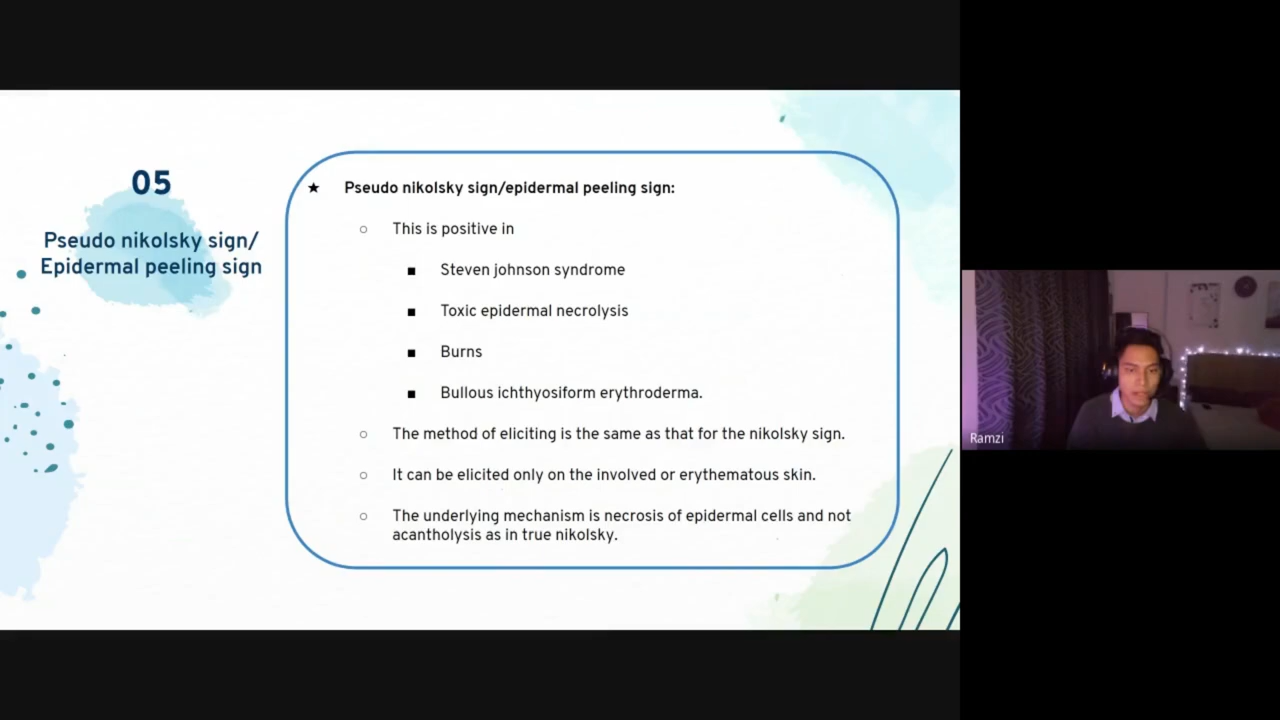 05
Pseudo nikolsky sign/
Epidermal peeling sign
★ Pseudo nikolsky sign/epidermal peeling sign:
○ This is positive in
■ Steven johnson syndrome
■ Toxic epidermal necrolysis
■ Burns
■ Bullous ichthyosiform erythroderma.
○ The method of eliciting is the same as that for the nikolsky sign.
○ It can be elicited only on the involved or erythematous skin.
○ The underlying mechanism is necrosis of epidermal cells and not
acantholysis as in true nikolsky.
Ramzi